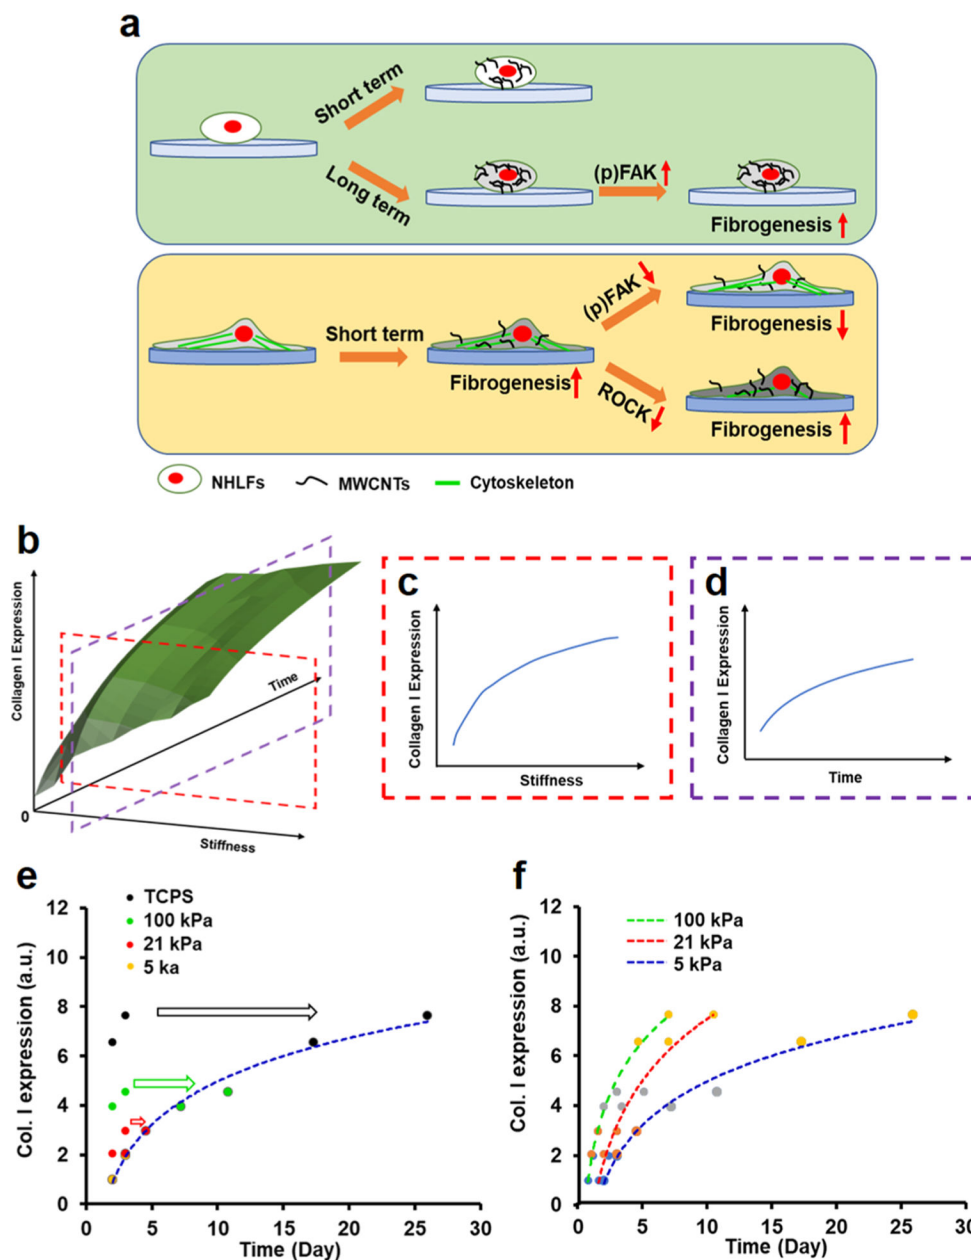 a
Short term
Long term
(p)FAK
Fibrogenesis
Short term
Fibrogenesis
(p)FAK
Fibrogenesis
ROCK
Fibrogenesis
NHLFs
MWCNTs
Cytoskeleton
b
Collagen I Expression
Time
0
Stiffness
c
Collagen I Expression
Stiffness
d
Collagen I Expression
Time
e
TCPS
100 kPa
21 kPa
5 ka
Col. I expression (a.u.)
12
10
8
6
4
2
0
0 5 10 15 20 25 30
Time (Day)
f
100 kPa
21 kPa
5 kPa
Col. I expression (a.u.)
12
10
8
6
4
2
0
0 5 10 15 20 25 30
Time (Day)